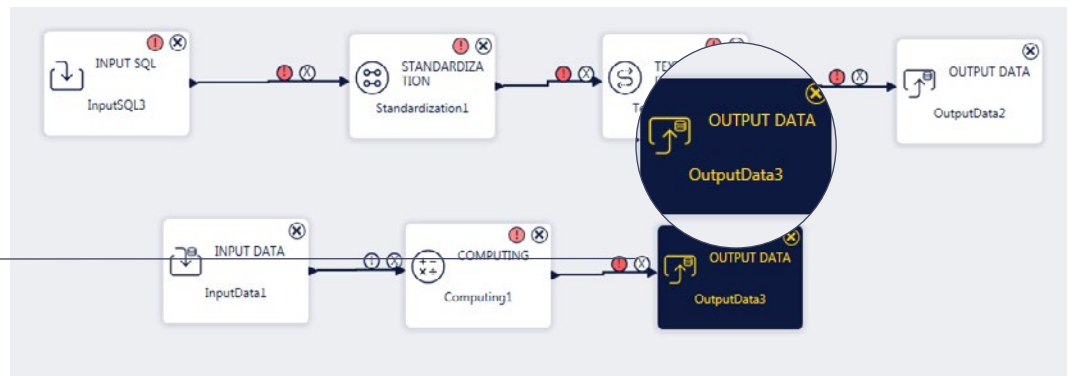 INPUT SQL
InputSQL3
STANDARDIZA
TION
Standardization1
OUTPUT DATA
OutputData2
OUTPUT DATA
OutputData3
INPUT DATA
InputData1
COMPUTING
Computing1
OUTPUT DATA
OutputData3